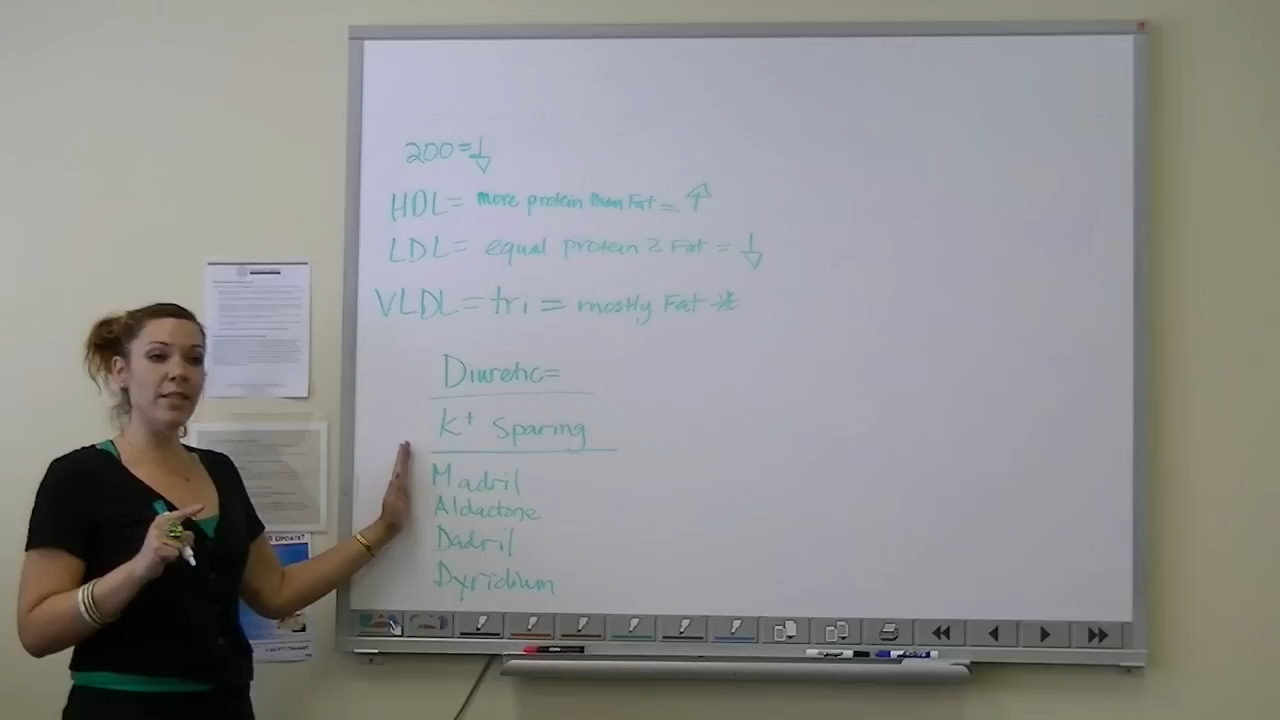 200=↓
HDL= more protein than Fat = ↑
LDL= equal protein 2 Fat = ↓
VLDL = tri = mostly Fat *
Diuretic=
K+ Sparing
Madril
Aldactone
Dadril
Dyridium
UPDATE?